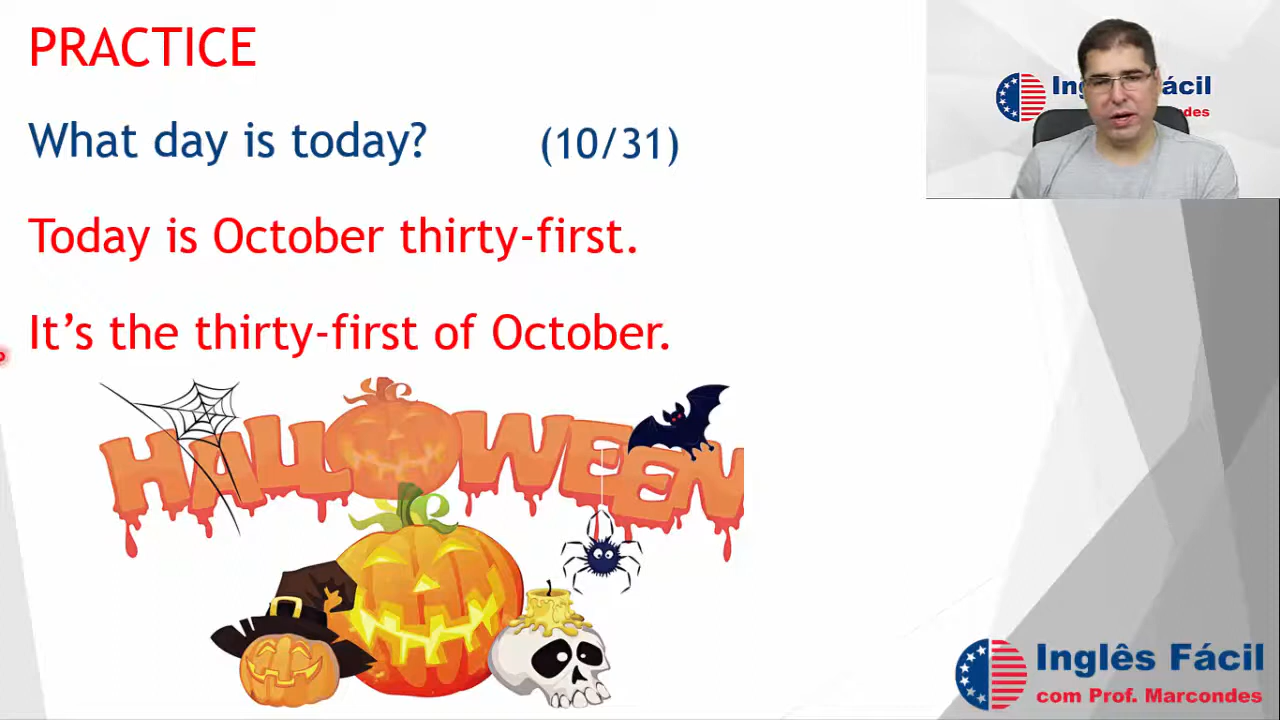 PRACTICE
What day is today? (10/31)
Today is October thirty-first.
It's the thirty-first of October.
HALLOWEEN
Inglês Fácil
com Prof. Marcondes